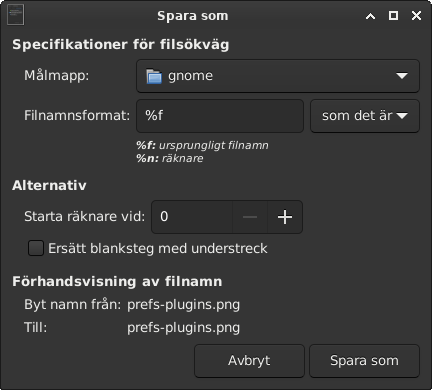 Spara som
Specifikationer för filsökväg
Målmapp: gnome
Filnamnsformat: %f som det är
%f: ursprungligt filnamn
%n: räknare
Alternativ
Starta räknare vid: 0
Ersätt blanksteg med understreck
Förhandsvisning av filnamn
Byt namn från: prefs-plugins.png
Till: prefs-plugins.png
Avbryt Spara som